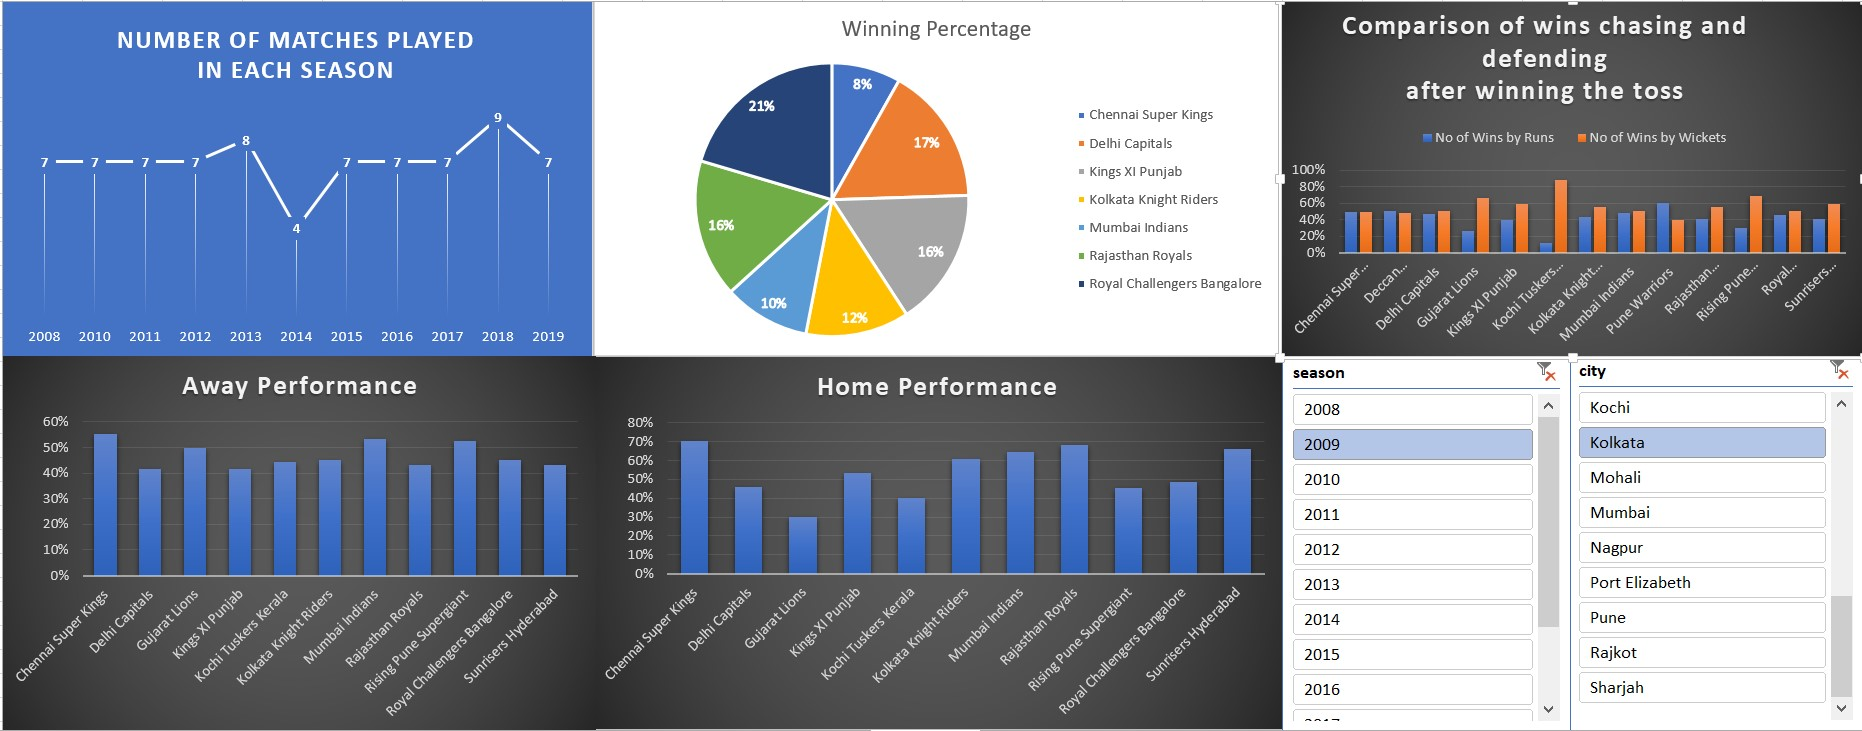 NUMBER OF MATCHES PLAYED
IN EACH SEASON
7 7 7 7 8 4 7 7 7 9 7
2008 2010 2011 2012 2013 2014 2015 2016 2017 2018 2019
Winning Percentage
8%
17%
16%
12%
10%
16%
21%
Chennai Super Kings
Delhi Capitals
Kings XI Punjab
Kolkata Knight Riders
Mumbai Indians
Rajasthan Royals
Royal Challengers Bangalore
Comparison of wins chasing and
defending
after winning the toss
No of Wins by Runs No of Wins by Wickets
100%
80%
60%
40%
20%
0%
Chennai Super...
Deccan...
Delhi Capitals
Gujarat Lions
Kings XI Punjab
Kochi Tuskers...
Kolkata Knight...
Mumbai Indians
Pune Warriors
Rajasthan...
Rising Pune...
Royal...
Sunrisers...
Away Performance
60%
50%
40%
30%
20%
10%
0%
Chennai Super Kings
Delhi Capitals
Gujarat Lions
Kings XI Punjab
Kochi Tuskers Kerala
Kolkata Knight Riders
Mumbai Indians
Rajasthan Royals
Rising Pune Supergiant
Royal Challengers Bangalore
Sunrisers Hyderabad
Home Performance
80%
70%
60%
50%
40%
30%
20%
10%
0%
Chennai Super Kings
Delhi Capitals
Gujarat Lions
Kings XI Punjab
Kochi Tuskers Kerala
Kolkata Knight Riders
Mumbai Indians
Rajasthan Royals
Rising Pune Supergiant
Royal Challengers Bangalore
Sunrisers Hyderabad
season
2008
2009
2010
2011
2012
2013
2014
2015
2016
2017
city
Kochi
Kolkata
Mohali
Mumbai
Nagpur
Port Elizabeth
Pune
Rajkot
Sharjah